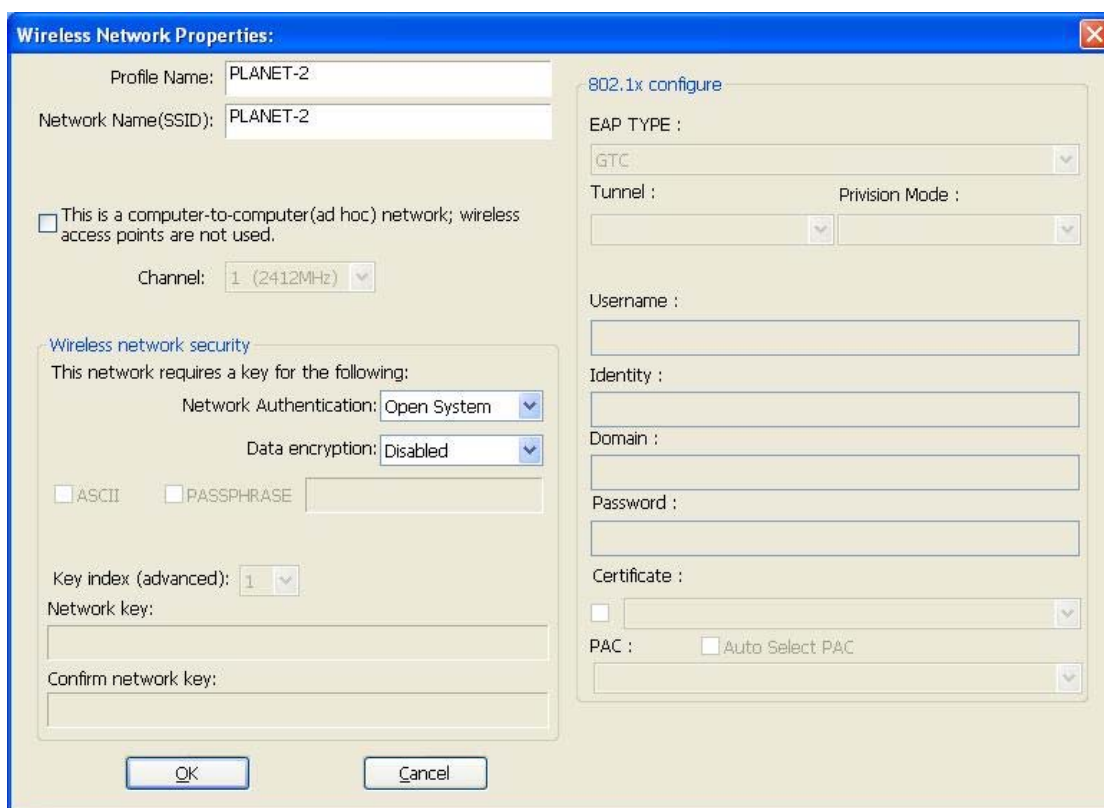 Wireless Network Properties:
Profile Name: PLANET-2
Network Name(SSID): PLANET-2
This is a computer-to-computer(ad hoc) network; wireless
access points are not used.
Channel: 1 (2412MHz)
Wireless network security
This network requires a key for the following:
Network Authentication: Open System
Data encryption: Disabled
ASCII PASSPHRASE
Key index (advanced): 1
Network key:
Confirm network key:
OK Cancel
802.1x configure
EAP TYPE :
GTC
Tunnel : Privision Mode :
Username :
Identity :
Domain :
Password :
Certificate :
PAC : Auto Select PAC